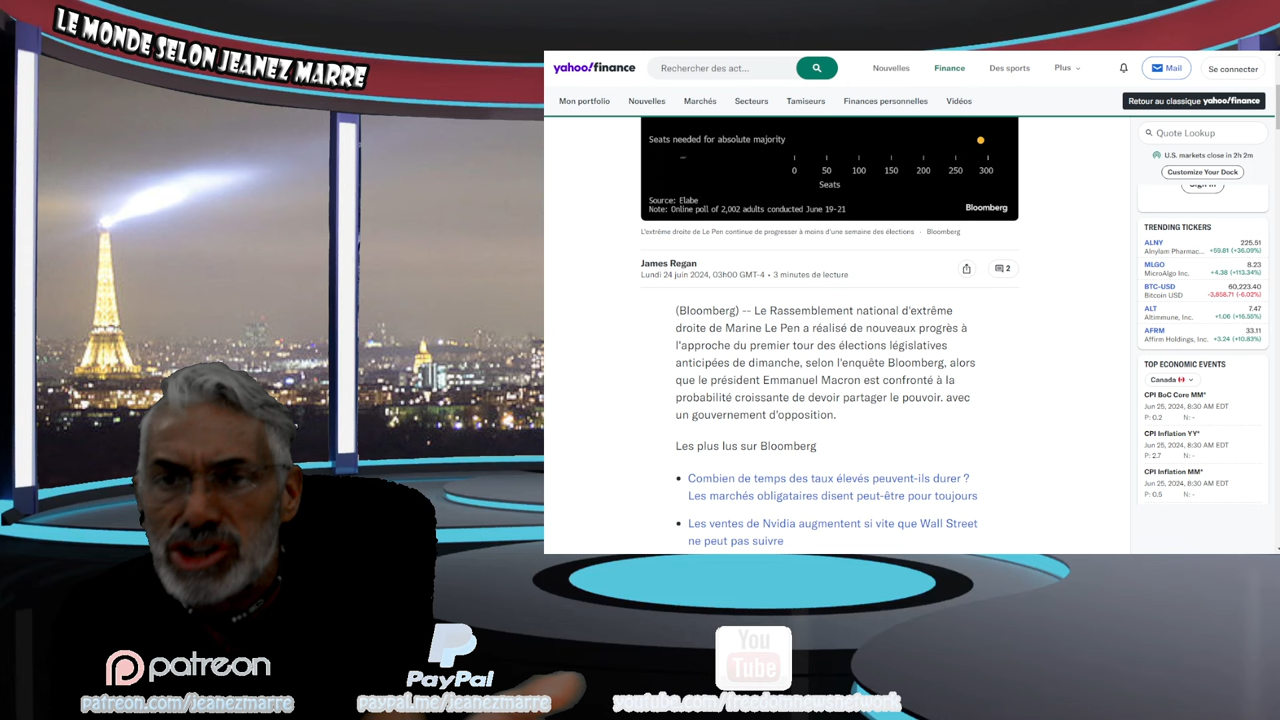 LE MONDE SELON JEANEZ MARRE
yahoo!finance
Rechercher des act...
Nouvelles
Finance
Des sports
Plus
Mail
Se connecter
Mon portfolio
Nouvelles
Marchés
Secteurs
Tamiseurs
Finances personnelles
Vidéos
Retour au classique yahoo!finance
Seats needed for absolute majority
0 50 100 150 200 250 300
Seats
Source: Elabe
Note: Online poll of 2,002 adults conducted June 19-21
Bloomberg
L'extrême droite de Le Pen continue de progresser à moins d'une semaine des élections · Bloomberg
James Regan
Lundi 24 juin 2024, 03h00 GMT-4 • 3 minutes de lecture
2
(Bloomberg) -- Le Rassemblement national d'extrême
droite de Marine Le Pen a réalisé de nouveaux progrès à
l'approche du premier tour des élections législatives
anticipées de dimanche, selon l'enquête Bloomberg, alors
que le président Emmanuel Macron est confronté à la
probabilité croissante de devoir partager le pouvoir. avec
un gouvernement d'opposition.
Les plus lus sur Bloomberg
• Combien de temps des taux élevés peuvent-ils durer ?
Les marchés obligataires disent peut-être pour toujours
• Les ventes de Nvidia augmentent si vite que Wall Street
ne peut pas suivre
Quote Lookup
U.S. markets close in 2h 2m
Customize Your Dock
Sign in
TRENDING TICKERS
ALNY 225.51
Alnylam Pharmac... +59.81 (+36.09%)
MLGO 8.23
MicroAlgo Inc. +4.38 (+113.34%)
BTC-USD 60,223.40
Bitcoin USD -3,858.71 (-6.02%)
ALT 7.47
Altimmune, Inc. +1.06 (+16.55%)
AFRM 33.11
Affirm Holdings, Inc. +3.24 (+10.83%)
TOP ECONOMIC EVENTS
Canada
CPI BoC Core MM*
Jun 25, 2024, 8:30 AM EDT
P: 0.2 N: -
CPI Inflation YY*
Jun 25, 2024, 8:30 AM EDT
P: 2.7 N: -
CPI Inflation MM*
Jun 25, 2024, 8:30 AM EDT
P: 0.5 N: -
patreon
patreon.com/jeanezmarre
PayPal
paypal.me/jeanezmarre
You
Tube
youtube.com/freedomnewsnetwork